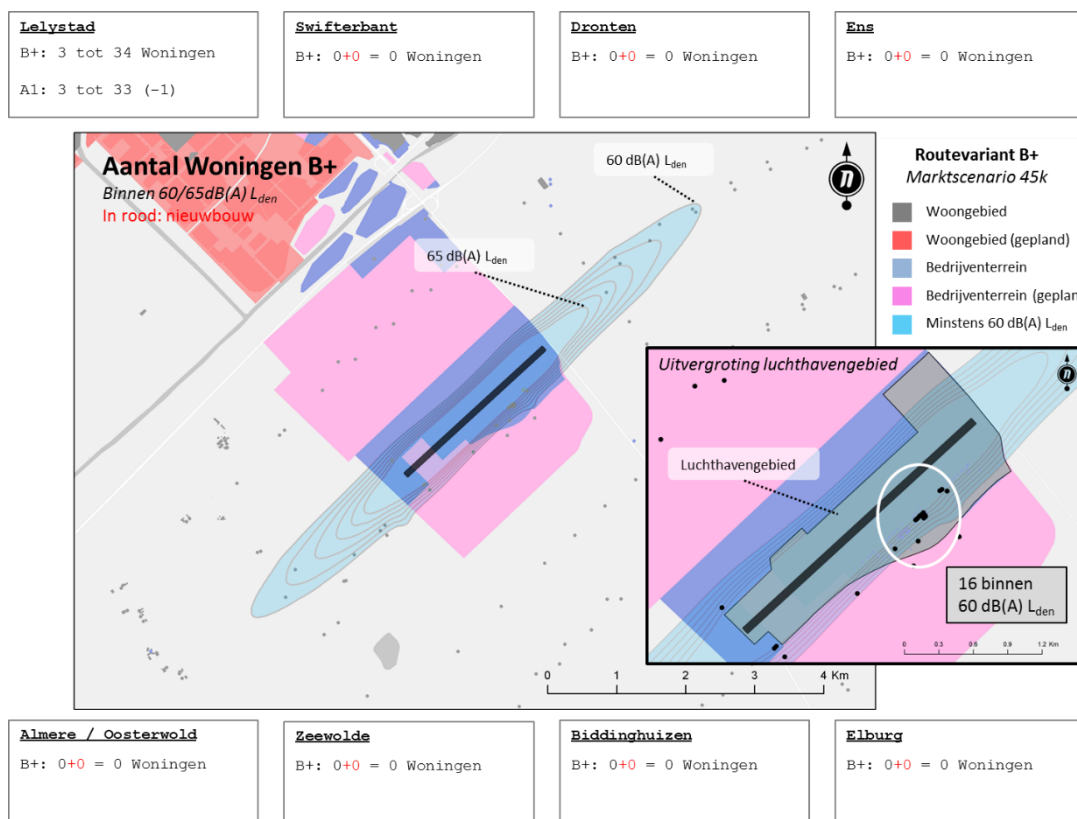 Lelystad
B+: 3 tot 34 Woningen
A1: 3 tot 33 (-1)
Swifterbant
B+: 0+0 = 0 Woningen
Dronten
B+: 0+0 = 0 Woningen
Ens
B+: 0+0 = 0 Woningen
Aantal Woningen B+
Binnen 60/65dB(A) Lden
In rood: nieuwbouw
60 dB(A) Lden
65 dB(A) Lden
n
Routevariant B+
Marktscenario 45k
Woongebied
Woongebied (gepland)
Bedrijventerrein
Bedrijventerrein (gepland
Minstens 60 dB(A) Lden
Uitvergroting luchthavengebied
n
Luchthavengebied
16 binnen
60 dB(A) Lden
0 0.3 0.6 0.9 1.2 Km
0 1 2 3 4 Km
Almere / Oosterwold
B+: 0+0 = 0 Woningen
Zeewolde
B+: 0+0 = 0 Woningen
Biddinghuizen
B+: 0+0 = 0 Woningen
Elburg
B+: 0+0 = 0 Woningen